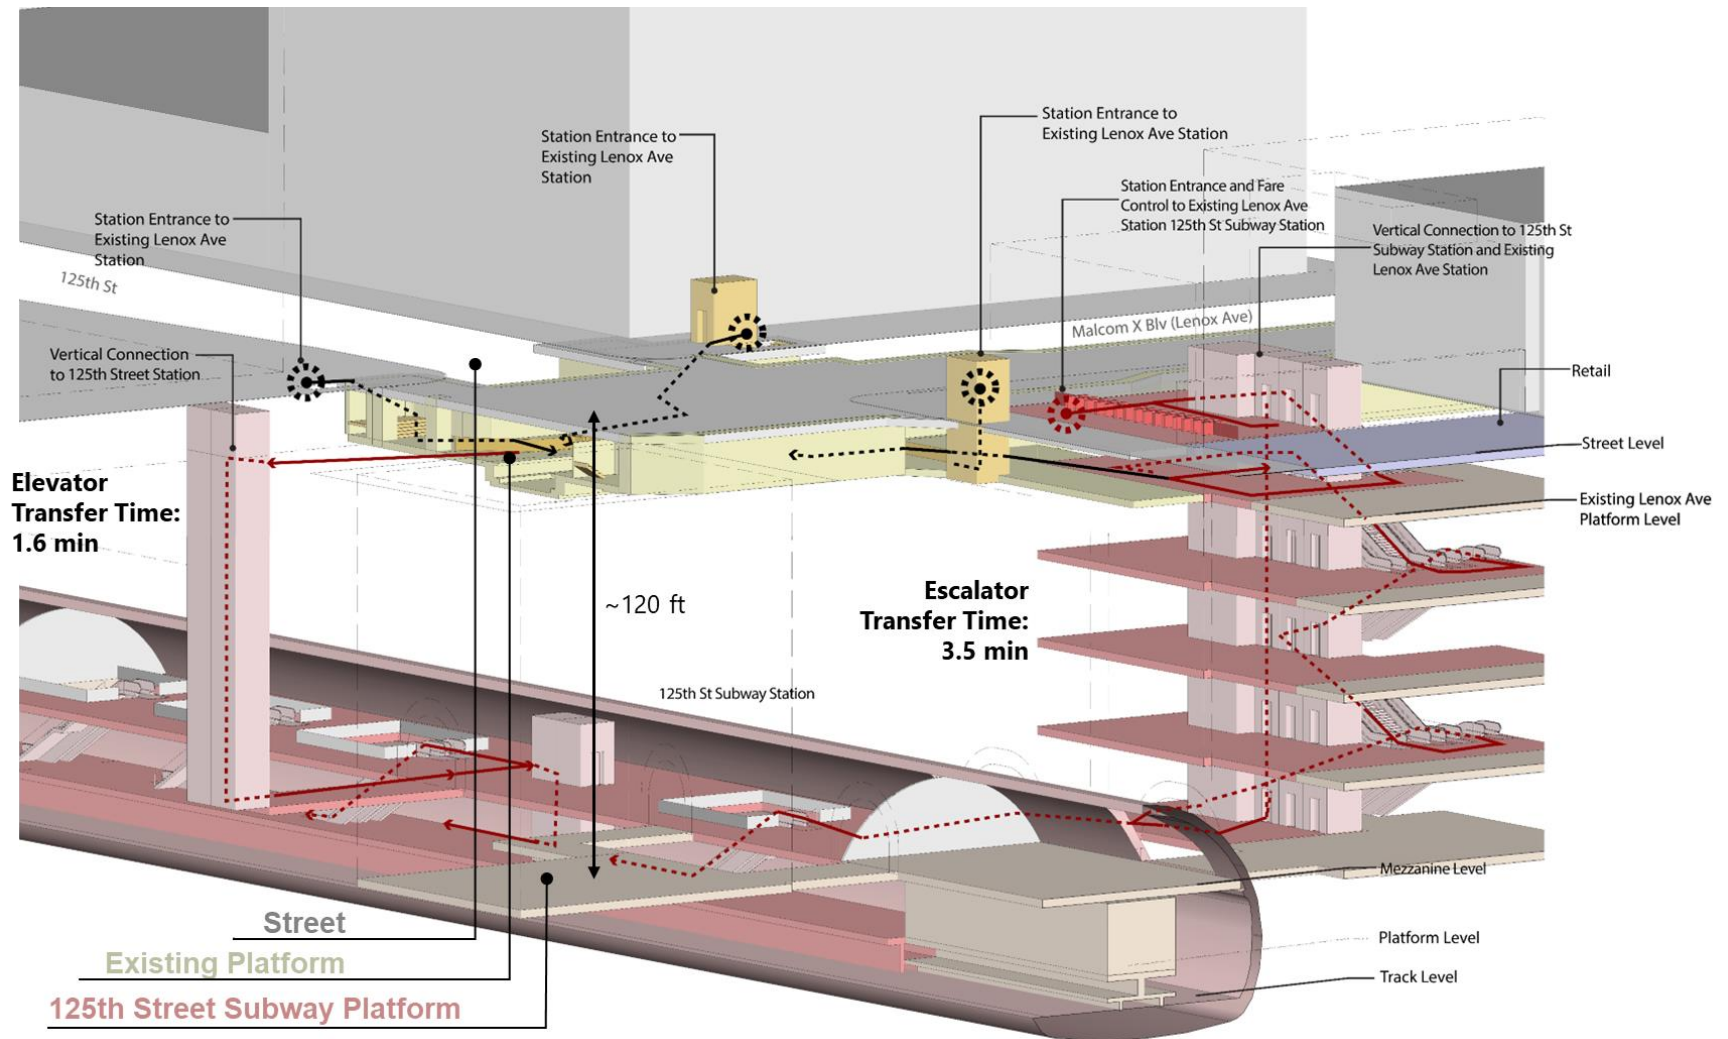 Station Entrance to
Existing Lenox Ave
Station
Station Entrance to
Existing Lenox Ave
Station
Station Entrance to
Existing Lenox Ave Station
Station Entrance and Fare
Control to Existing Lenox Ave
Station 125th St Subway Station
Vertical Connection to 125th St
Subway Station and Existing
Lenox Ave Station
125th St
Malcom X Blv (Lenox Ave)
Vertical Connection
to 125th Street Station
Retail
Street Level
Elevator
Transfer Time:
1.6 min
Existing Lenox Ave
Platform Level
~120 ft
Escalator
Transfer Time:
3.5 min
125th St Subway Station
Mezzanine Level
Street
Platform Level
Existing Platform
Track Level
125th Street Subway Platform